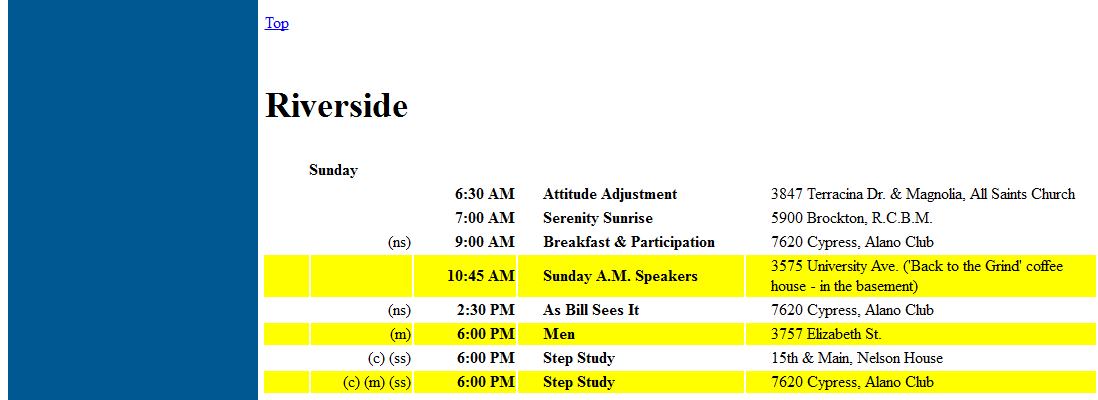 Top
Riverside
Sunday
6:30 AM Attitude Adjustment 3847 Terracina Dr. & Magnolia, All Saints Church
7:00 AM Serenity Sunrise 5900 Brockton, R.C.B.M.
(ns) 9:00 AM Breakfast & Participation 7620 Cypress, Alano Club
10:45 AM Sunday A.M. Speakers 3575 University Ave. ('Back to the Grind' coffee
house - in the basement)
(ns) 2:30 PM As Bill Sees It 7620 Cypress, Alano Club
(m) 6:00 PM Men 3757 Elizabeth St.
(c) (ss) 6:00 PM Step Study 15th & Main, Nelson House
(c) (m) (ss) 6:00 PM Step Study 7620 Cypress, Alano Club